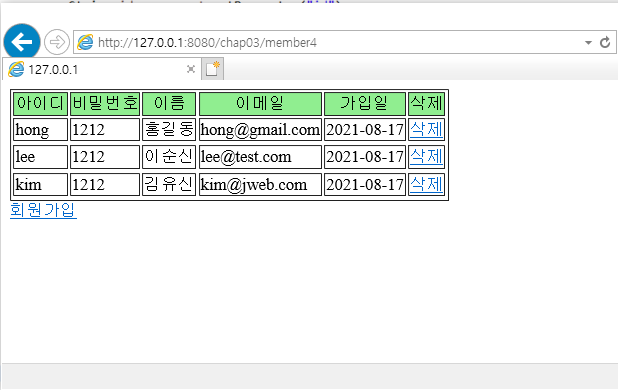 http://127.0.0.1:8080/chap03/member4
127.0.0.1
아이디 비밀번호 이름 이메일 가입일 삭제
hong 1212 홍길동 hong@gmail.com 2021-08-17 삭제
lee 1212 이순신 lee@test.com 2021-08-17 삭제
kim 1212 김유신 kim@jweb.com 2021-08-17 삭제
회원가입